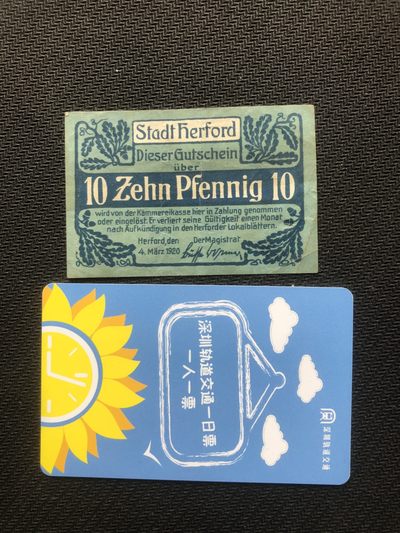 Stadt Herford
Dieser Gutschein
über
10 Zehn Pfennig 10
wird von der Kämmereikasse hier in Zahlung genommen
oder eingelöst. Er verliert seine Gültigkeit einen Monat
nach Aufkündigung in den Herforder Lokalblättern.
Herford, den Der Magistrat
4. März 1920
深圳轨道交通一日票
一人一票
深圳轨道交通